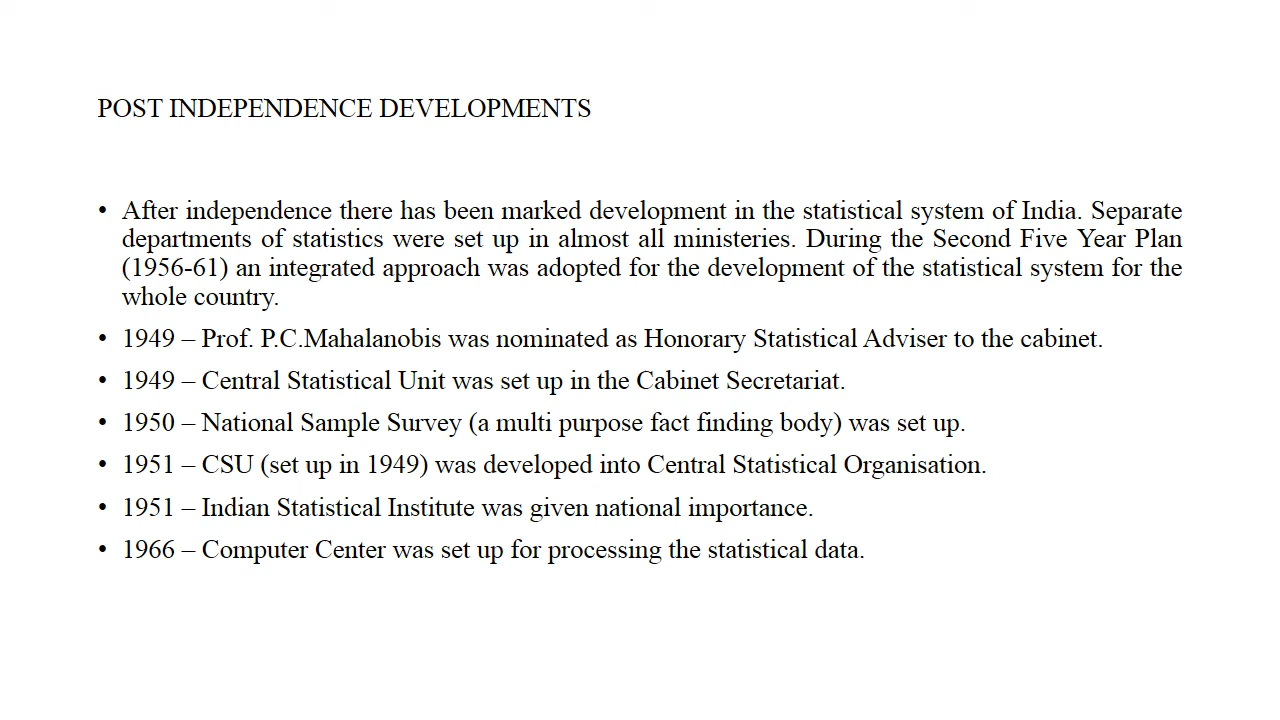 POST INDEPENDENCE DEVELOPMENTS
• After independence there has been marked development in the statistical system of India. Separate
departments of statistics were set up in almost all ministeries. During the Second Five Year Plan
(1956-61) an integrated approach was adopted for the development of the statistical system for the
whole country.
• 1949 – Prof. P.C.Mahalanobis was nominated as Honorary Statistical Adviser to the cabinet.
• 1949 – Central Statistical Unit was set up in the Cabinet Secretariat.
• 1950 – National Sample Survey (a multi purpose fact finding body) was set up.
• 1951 – CSU (set up in 1949) was developed into Central Statistical Organisation.
• 1951 – Indian Statistical Institute was given national importance.
• 1966 – Computer Center was set up for processing the statistical data.